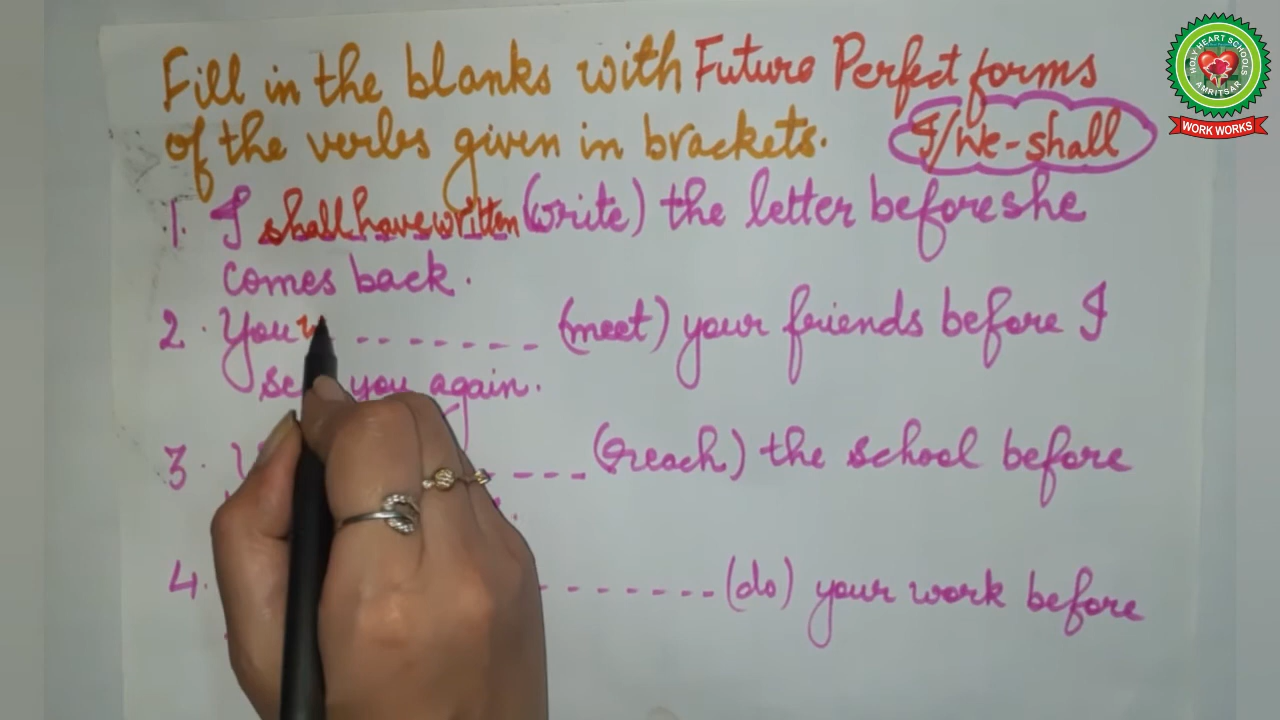 Fill in the blanks with Future Perfect forms
of the verbs given in brackets. I/We - shall
1. I shall have written (write) the letter before she
comes back.
2. You ------- (meet) your friends before I
you again.
3. ---- (reach) the school before
4. -------- (do) your work before
HOLY HEART SCHOOLS
AMRITSAR
WORK WORKS